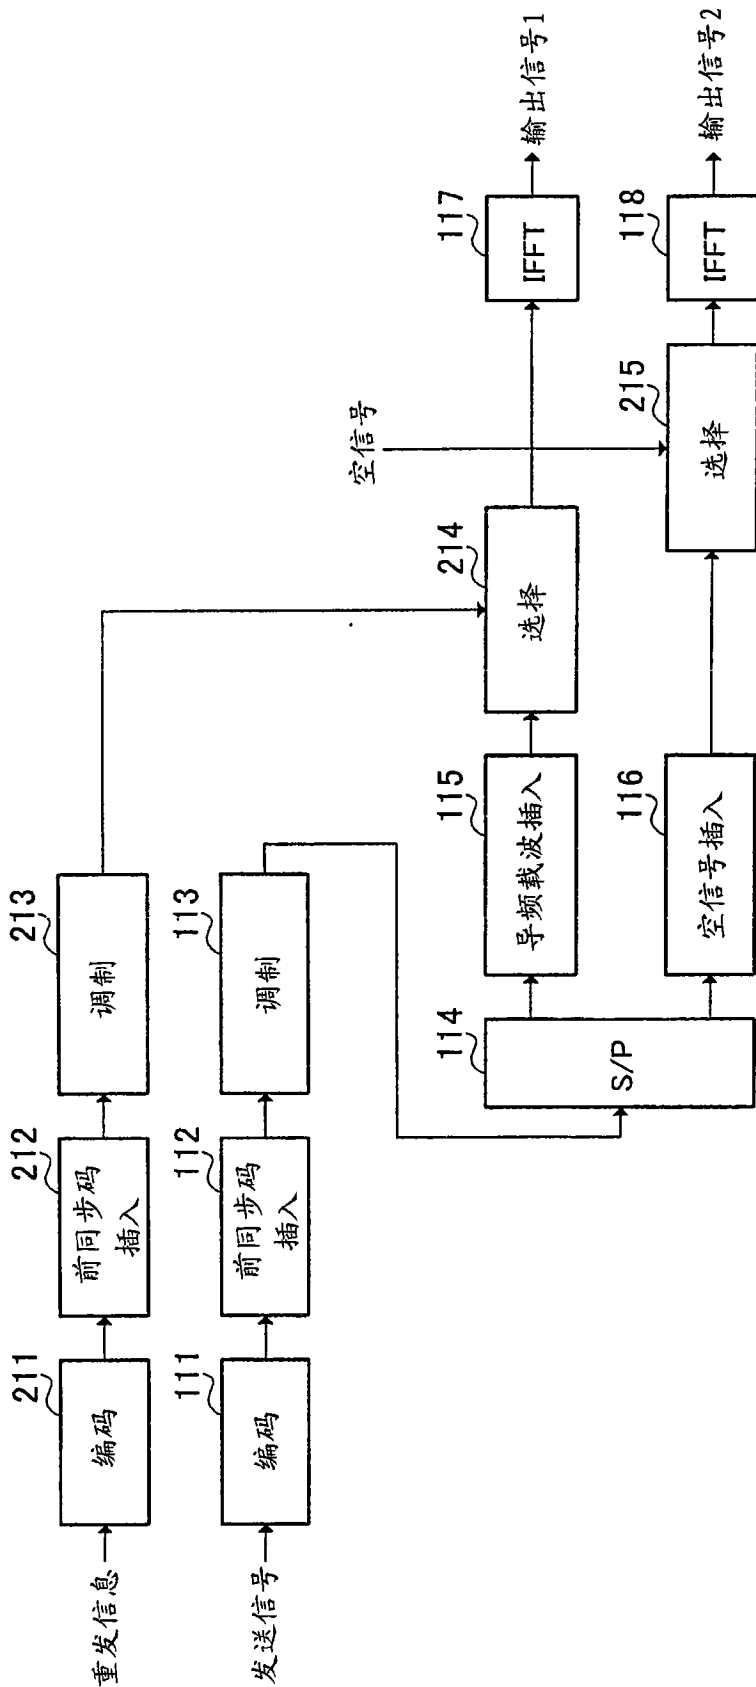 重发信息
211
编码
212
前同步码
插入
213
调制
发送信号
111
编码
112
前同步码
插入
113
调制
空信号
114
S/P
115
导频载波插入
214
选择
117
IFFT
输出信号1
116
空信号插入
215
选择
118
IFFT
输出信号2